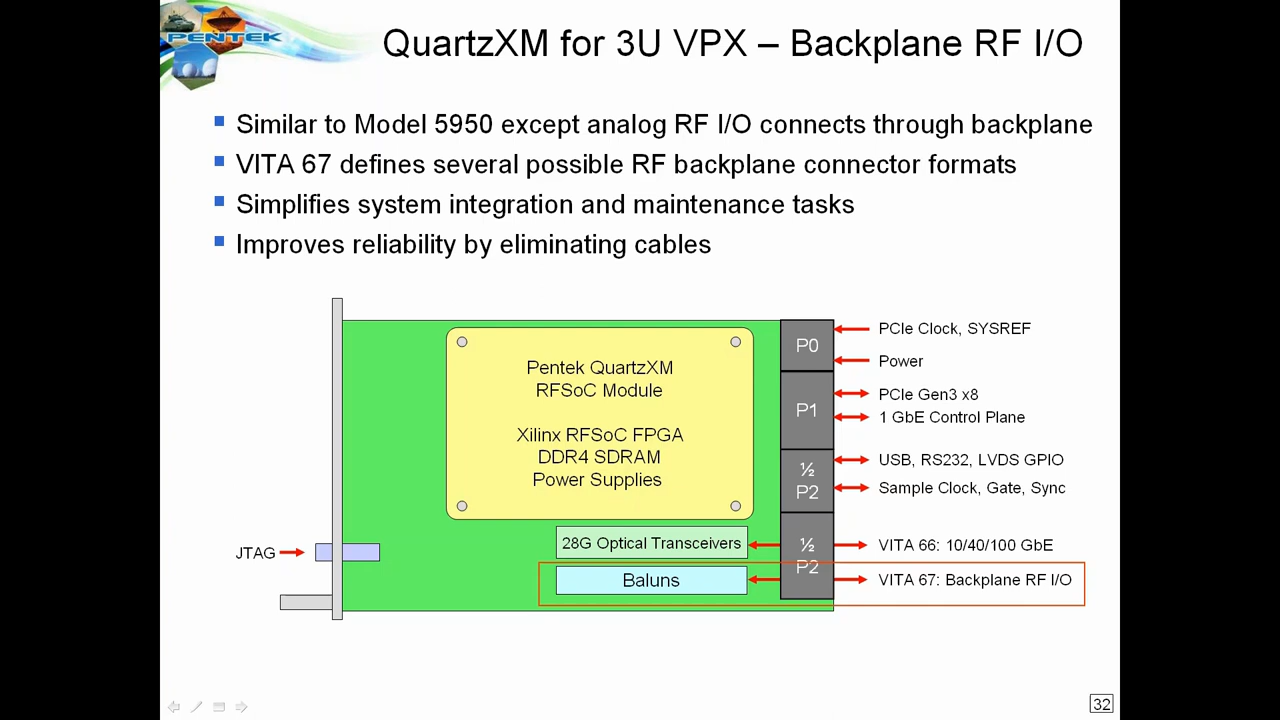 PENTEK
QuartzXM for 3U VPX – Backplane RF I/O
Similar to Model 5950 except analog RF I/O connects through backplane
VITA 67 defines several possible RF backplane connector formats
Simplifies system integration and maintenance tasks
Improves reliability by eliminating cables
Pentek QuartzXM
RFSoC Module
Xilinx RFSoC FPGA
DDR4 SDRAM
Power Supplies
P0
P1
½
P2
½
P2
PCIe Clock, SYSREF
Power
PCIe Gen3 x8
1 GbE Control Plane
USB, RS232, LVDS GPIO
Sample Clock, Gate, Sync
JTAG
28G Optical Transceivers
VITA 66: 10/40/100 GbE
Baluns
VITA 67: Backplane RF I/O
32